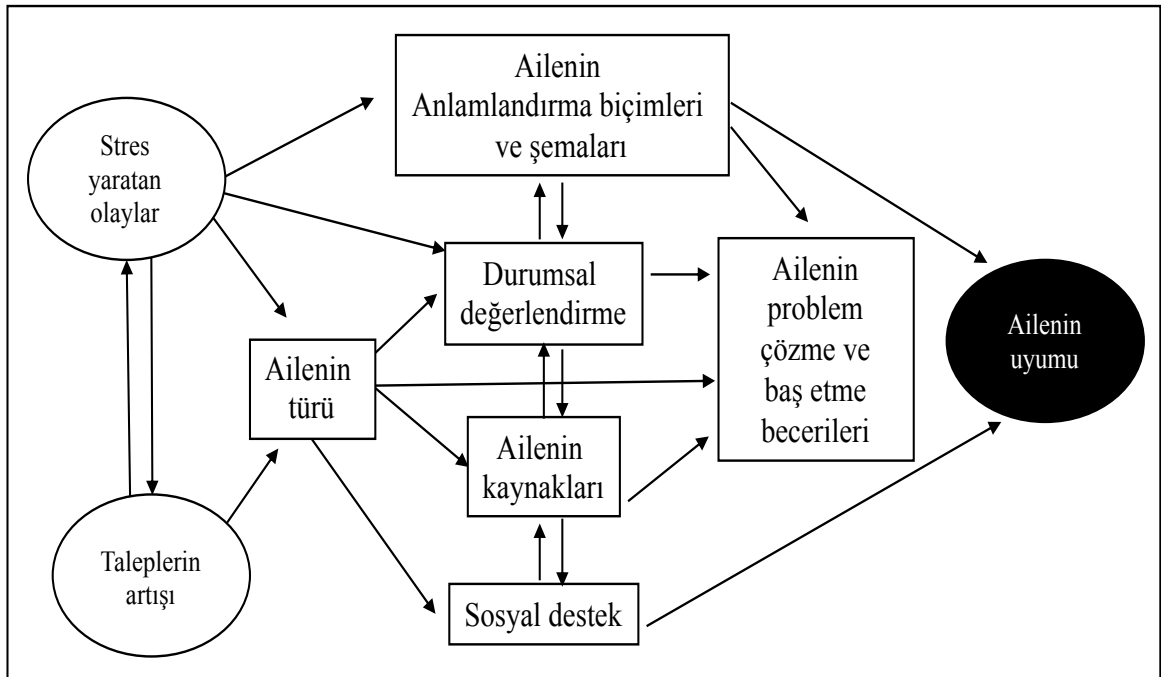 Ailenin
Anlamlandırma biçimleri
ve şemaları
Stres
yaratan
olaylar
Durumsal
değerlendirme
Ailenin
problem
çözme ve
baş etme
becerileri
Ailenin
uyumu
Ailenin
türü
Ailenin
kaynakları
Taleplerin
artışı
Sosyal destek